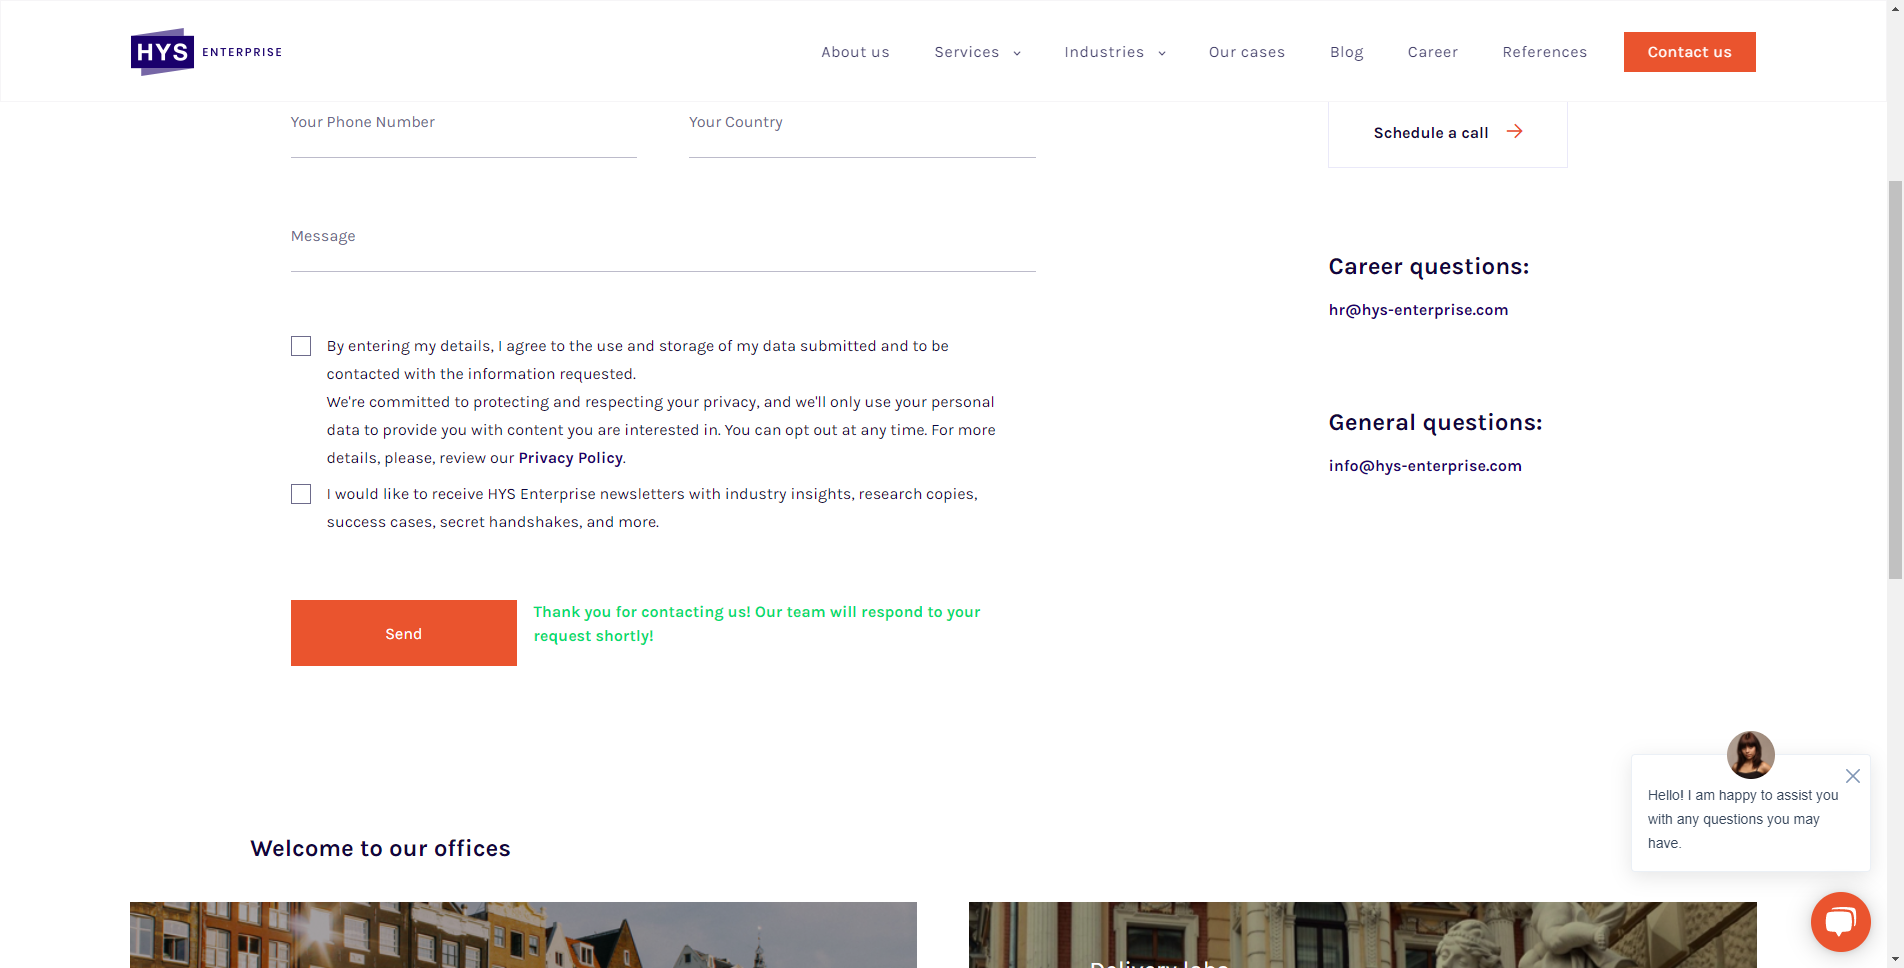 HYS ENTERPRISE
About us
Services
Industries
Our cases
Blog
Career
References
Contact us
Your Phone Number
Your Country
Schedule a call
Message
Career questions:
hr@hys-enterprise.com
By entering my details, I agree to the use and storage of my data submitted and to be
contacted with the information requested.
We're committed to protecting and respecting your privacy, and we'll only use your personal
data to provide you with content you are interested in. You can opt out at any time. For more
details, please, review our Privacy Policy.
General questions:
info@hys-enterprise.com
I would like to receive HYS Enterprise newsletters with industry insights, research copies,
success cases, secret handshakes, and more.
Send
Thank you for contacting us! Our team will respond to your
request shortly!
Hello! I am happy to assist you
with any questions you may
have.
Welcome to our offices
Delivery labs